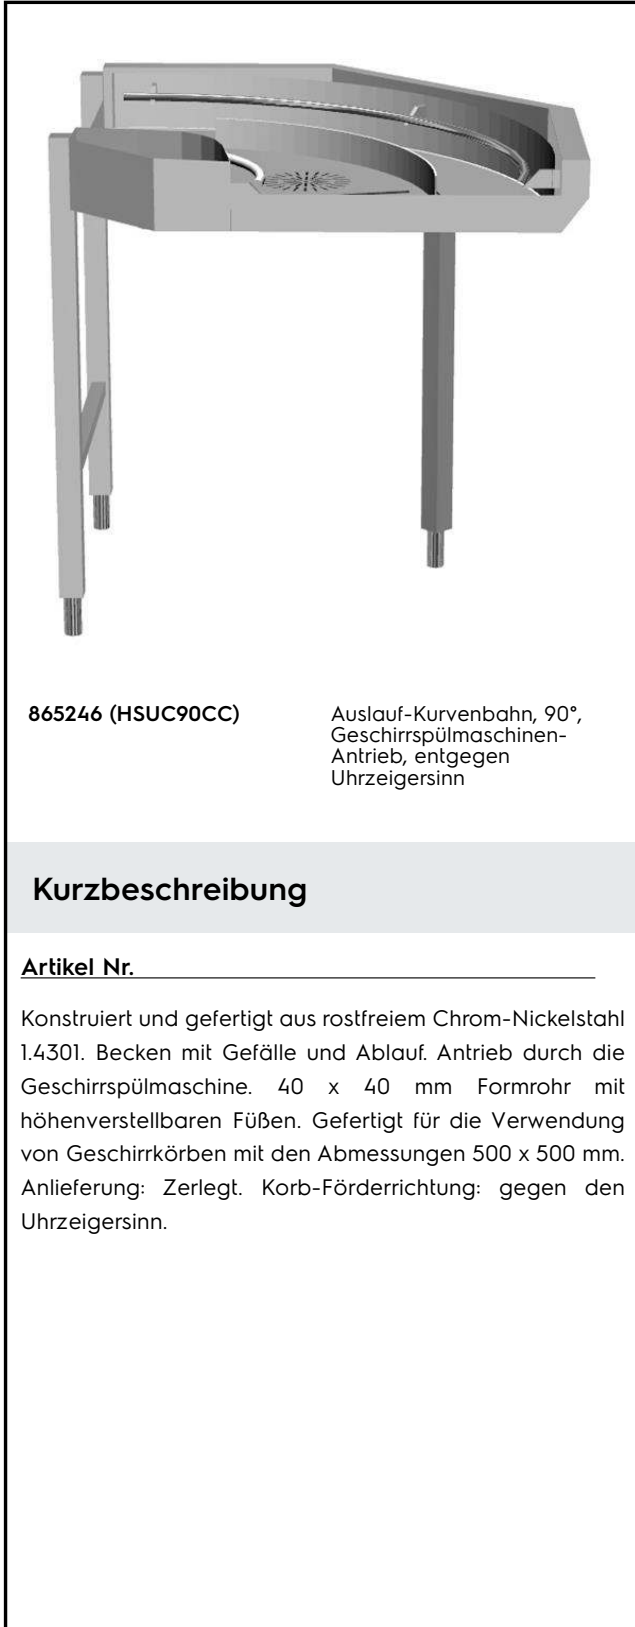 865246 (HSUC90CC)
Auslauf-Kurvenbahn, 90°,
Geschirrspülmaschinen-
Antrieb, entgegen
Uhrzeigersinn
Kurzbeschreibung
Artikel Nr.
Konstruiert und gefertigt aus rostfreiem Chrom-Nickelstahl
1.4301. Becken mit Gefälle und Ablauf. Antrieb durch die
Geschirrspülmaschine. 40 x 40 mm Formrohr mit
höhenverstellbaren Füßen. Gefertigt für die Verwendung
von Geschirrkörben mit den Abmessungen 500 x 500 mm.
Anlieferung: Zerlegt. Korb-Förderrichtung: gegen den
Uhrzeigersinn.